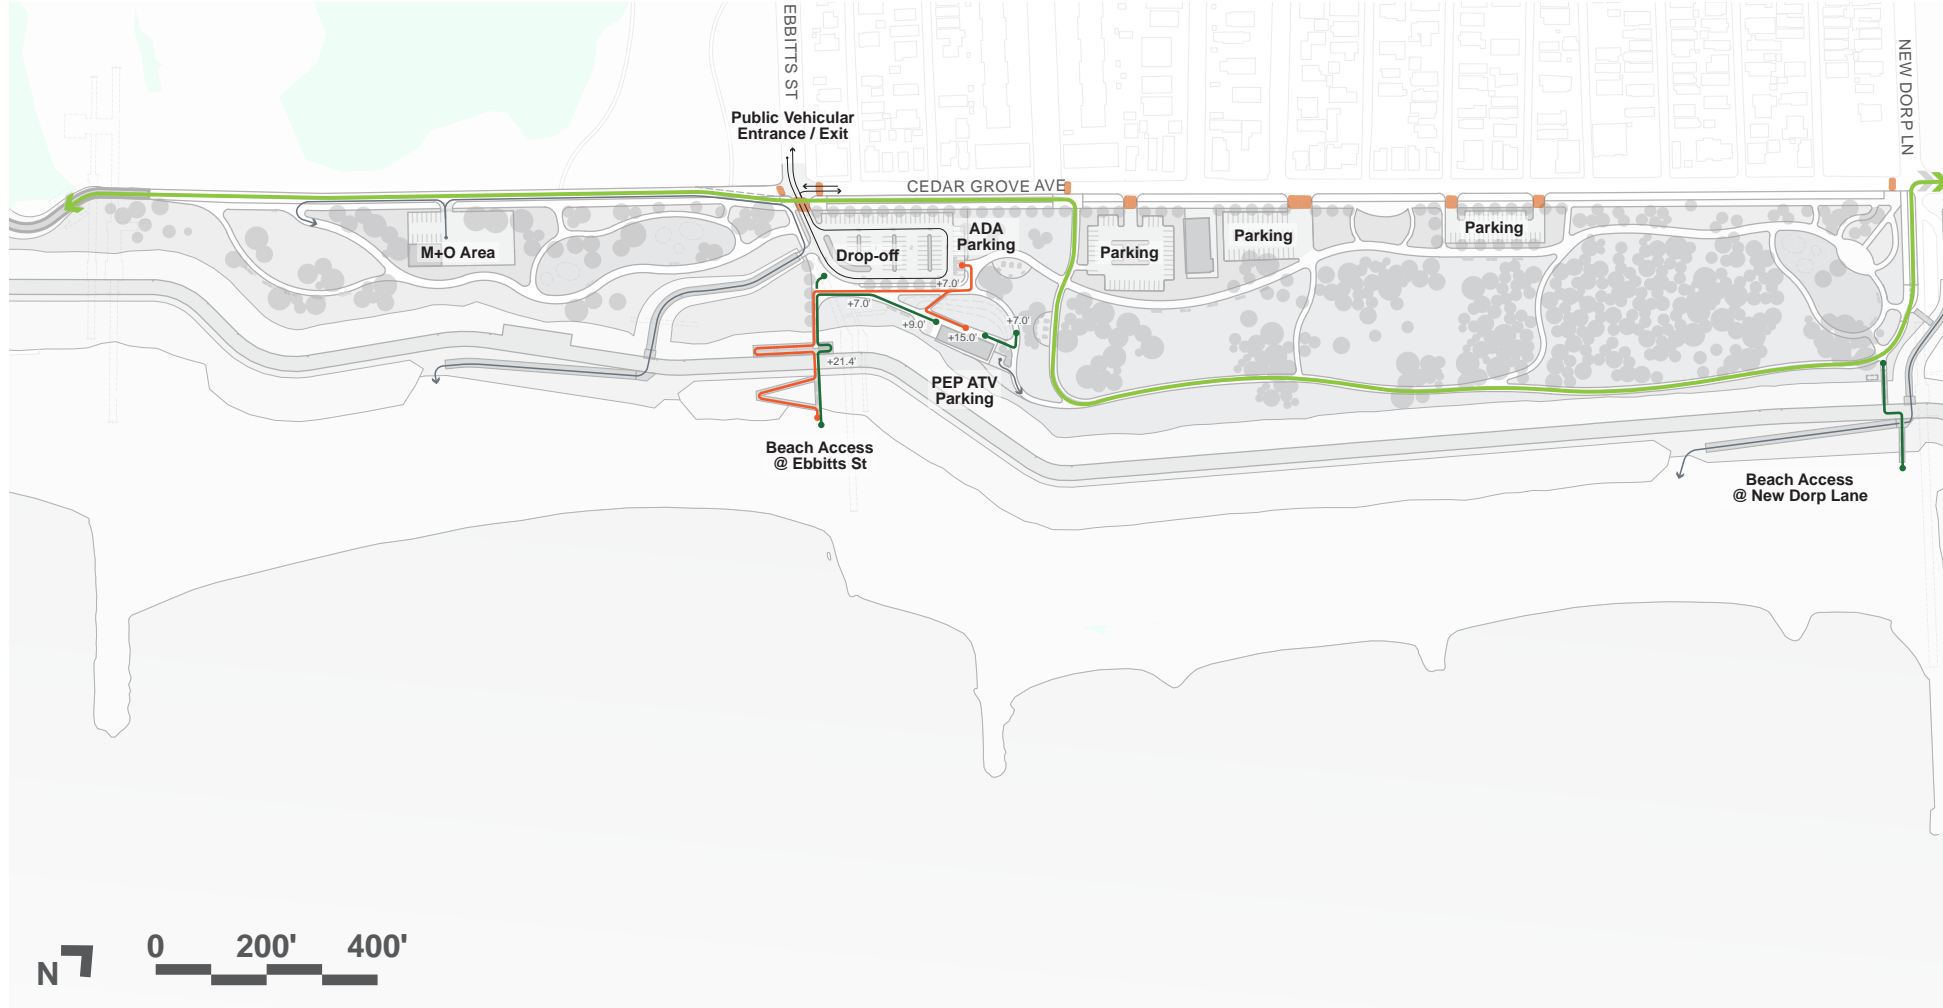 EBBITTS ST
NEW DORP LN
Public Vehicular
Entrance / Exit
CEDAR GROVE AVE
M+O Area
Drop-off
ADA
Parking
Parking
Parking
Parking
+7.0'
+7.0'
+9.0'
+15.0'
+7.0'
+21.4'
PEP ATV
Parking
Beach Access
@ Ebbitts St
Beach Access
@ New Dorp Lane
N
0 200' 400'